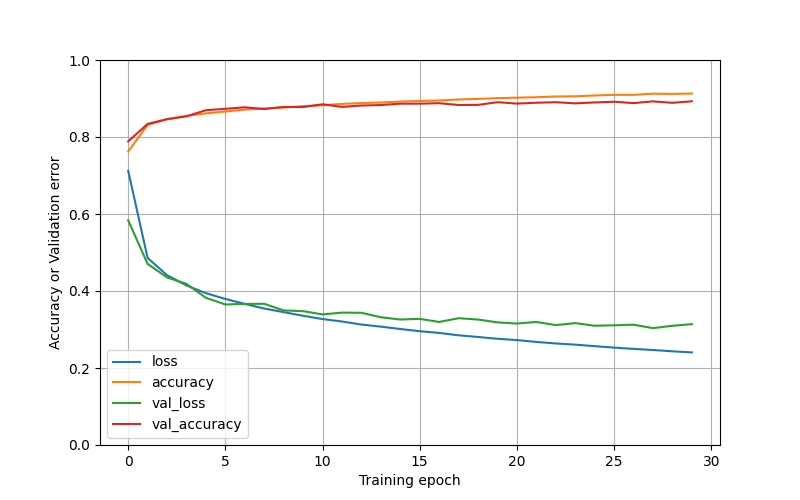 1.0
0.8
0.6
0.4
0.2
0.0
Accuracy or Validation error
loss
accuracy
val_loss
val_accuracy
0 5 10 15 20 25 30
Training epoch